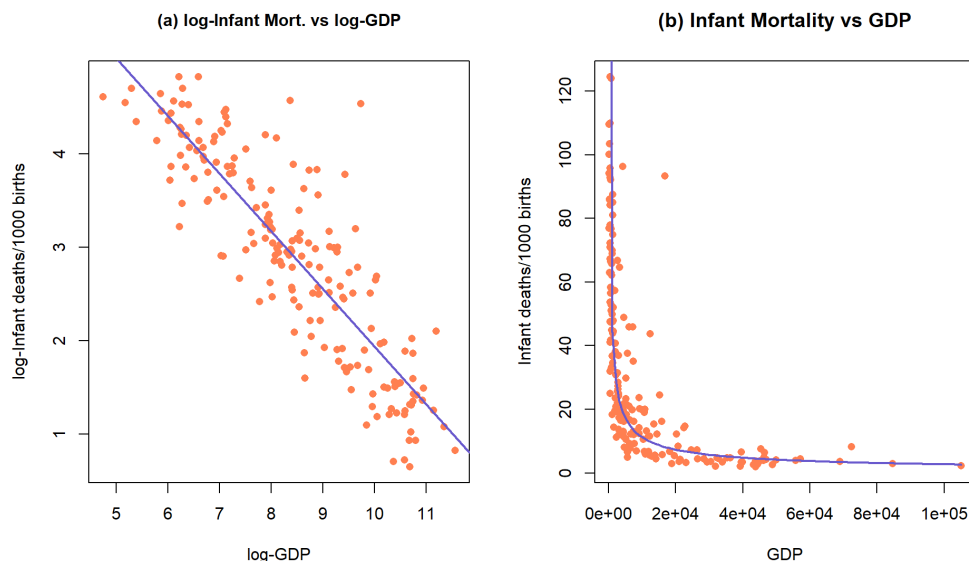 (a) log-Infant Mort. vs log-GDP
log-Infant deaths/1000 births
4
3
2
1
5 6 7 8 9 10 11
log-GDP
(b) Infant Mortality vs GDP
Infant deaths/1000 births
120
100
80
60
40
20
0
0e+00 2e+04 4e+04 6e+04 8e+04 1e+05
GDP